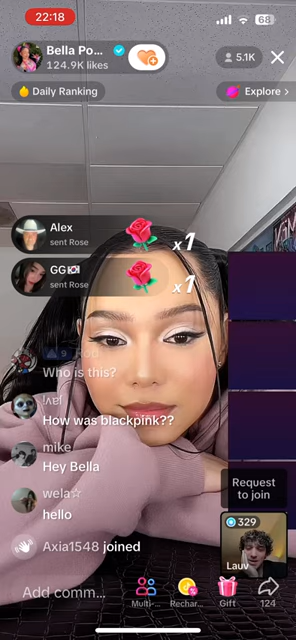 22:18
68
Bella Po...
124.9K likes
5.1K
Daily Ranking
Explore >
Alex
sent Rose
x1
GG🇰🇷
sent Rose
x1
9
Who is this?
How was blackpink??
mike
Hey Bella
wela☆
hello
Axia1548 joined
Request
to join
329
Lauv
Add comm...
Multi-...
Rechar...
Gift
124